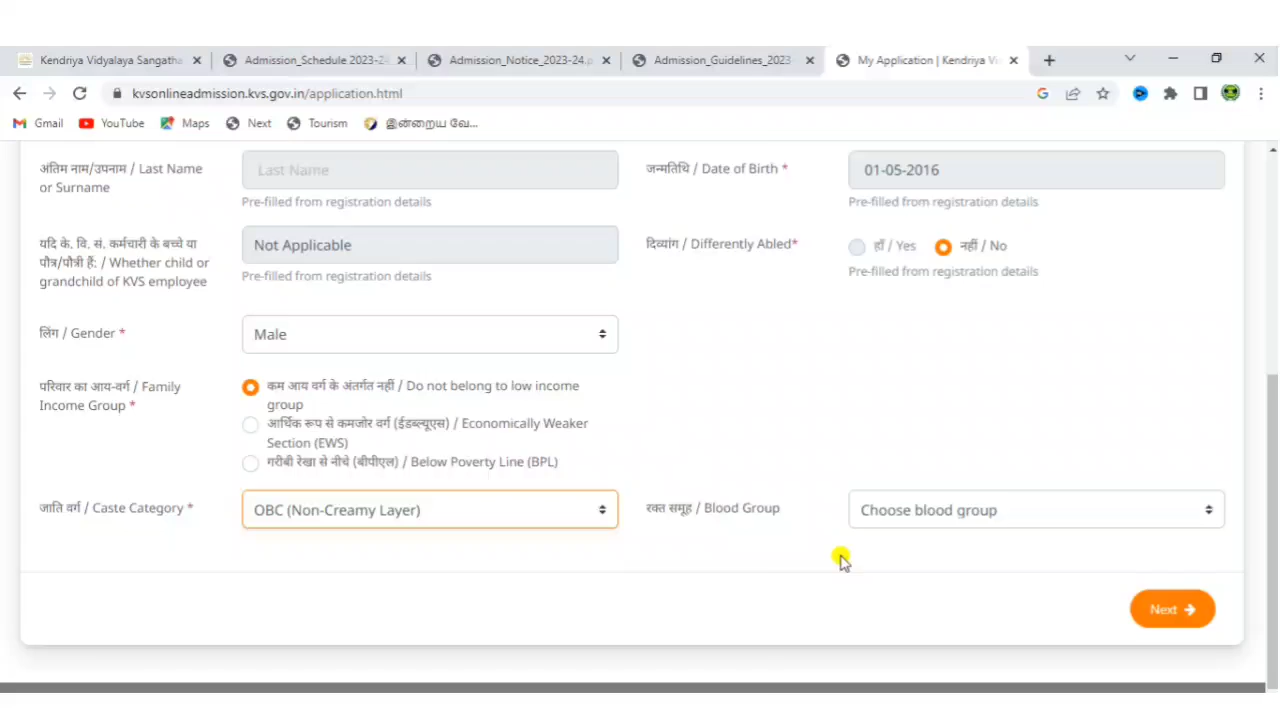 Kendriya Vidyalaya Sangatha
Admission_Schedule 2023-2
Admission_Notice_2023-24.p
Admission_Guidelines_2023
My Application | Kendriya Vi
kvsonlineadmission.kvs.gov.in/application.html
Gmail
YouTube
Maps
Next
Tourism
இன்றைய வே...
अंतिम नाम/उपनाम / Last Name
or Surname
Last Name
Pre-filled from registration details
जन्मतिथि / Date of Birth *
01-05-2016
Pre-filled from registration details
यदि के. वि. सं. कर्मचारी के बच्चे या
पौत्र/पौत्री हैं: / Whether child or
grandchild of KVS employee
Not Applicable
Pre-filled from registration details
दिव्यांग / Differently Abled*
हाँ / Yes
नहीं / No
Pre-filled from registration details
लिंग / Gender *
Male
परिवार का आय-वर्ग / Family
Income Group *
कम आय वर्ग के अंतर्गत नहीं / Do not belong to low income
group
आर्थिक रूप से कमजोर वर्ग (ईडब्ल्यूएस) / Economically Weaker
Section (EWS)
गरीबी रेखा से नीचे (बीपीएल) / Below Poverty Line (BPL)
जाति वर्ग / Caste Category *
OBC (Non-Creamy Layer)
रक्त समूह / Blood Group
Choose blood group
Next